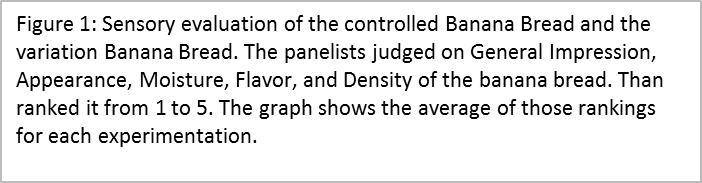 Figure 1: Sensory evaluation of the controlled Banana Bread and the
variation Banana Bread. The panelists judged on General Impression,
Appearance, Moisture, Flavor, and Density of the banana bread. Than
ranked it from 1 to 5. The graph shows the average of those rankings
for each experimentation.